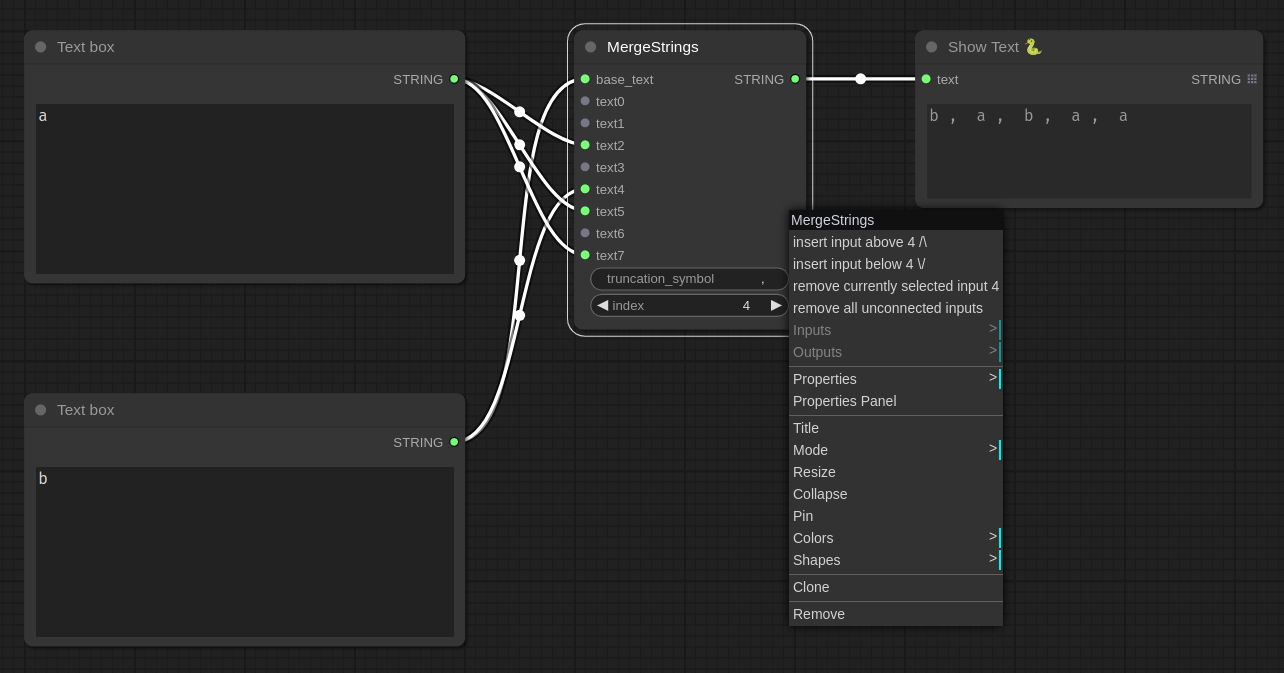 Text box
STRING
a
Text box
STRING
b
MergeStrings
base_text STRING
text0
text1
text2
text3
text4
text5
text6
text7
truncation_symbol ,
index 4
Show Text 🐍
text STRING
b , a , b , a , a
MergeStrings
insert input above 4 /\
insert input below 4 \/
remove currently selected input 4
remove all unconnected inputs
Inputs >
Outputs >
Properties >
Properties Panel
Title
Mode >
Resize
Collapse
Pin
Colors >
Shapes >
Clone
Remove